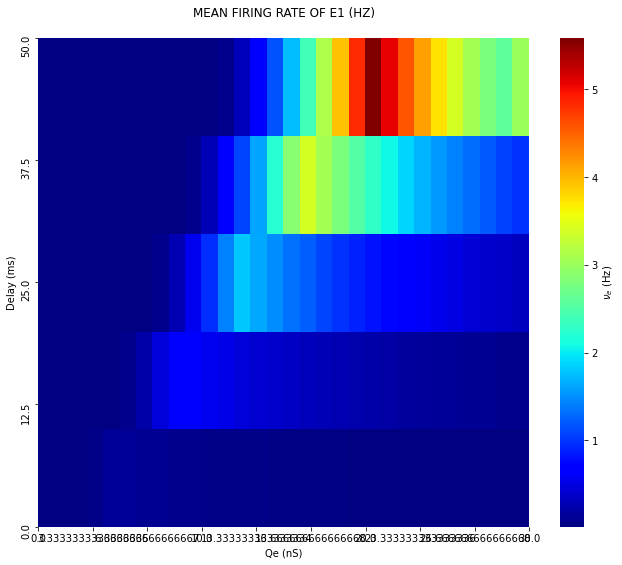 MEAN FIRING RATE OF E1 (HZ)
50.0
37.5
25.0
12.5
0.0
Delay (ms)
Qe (nS)
5
4
3
2
1
νe (Hz)